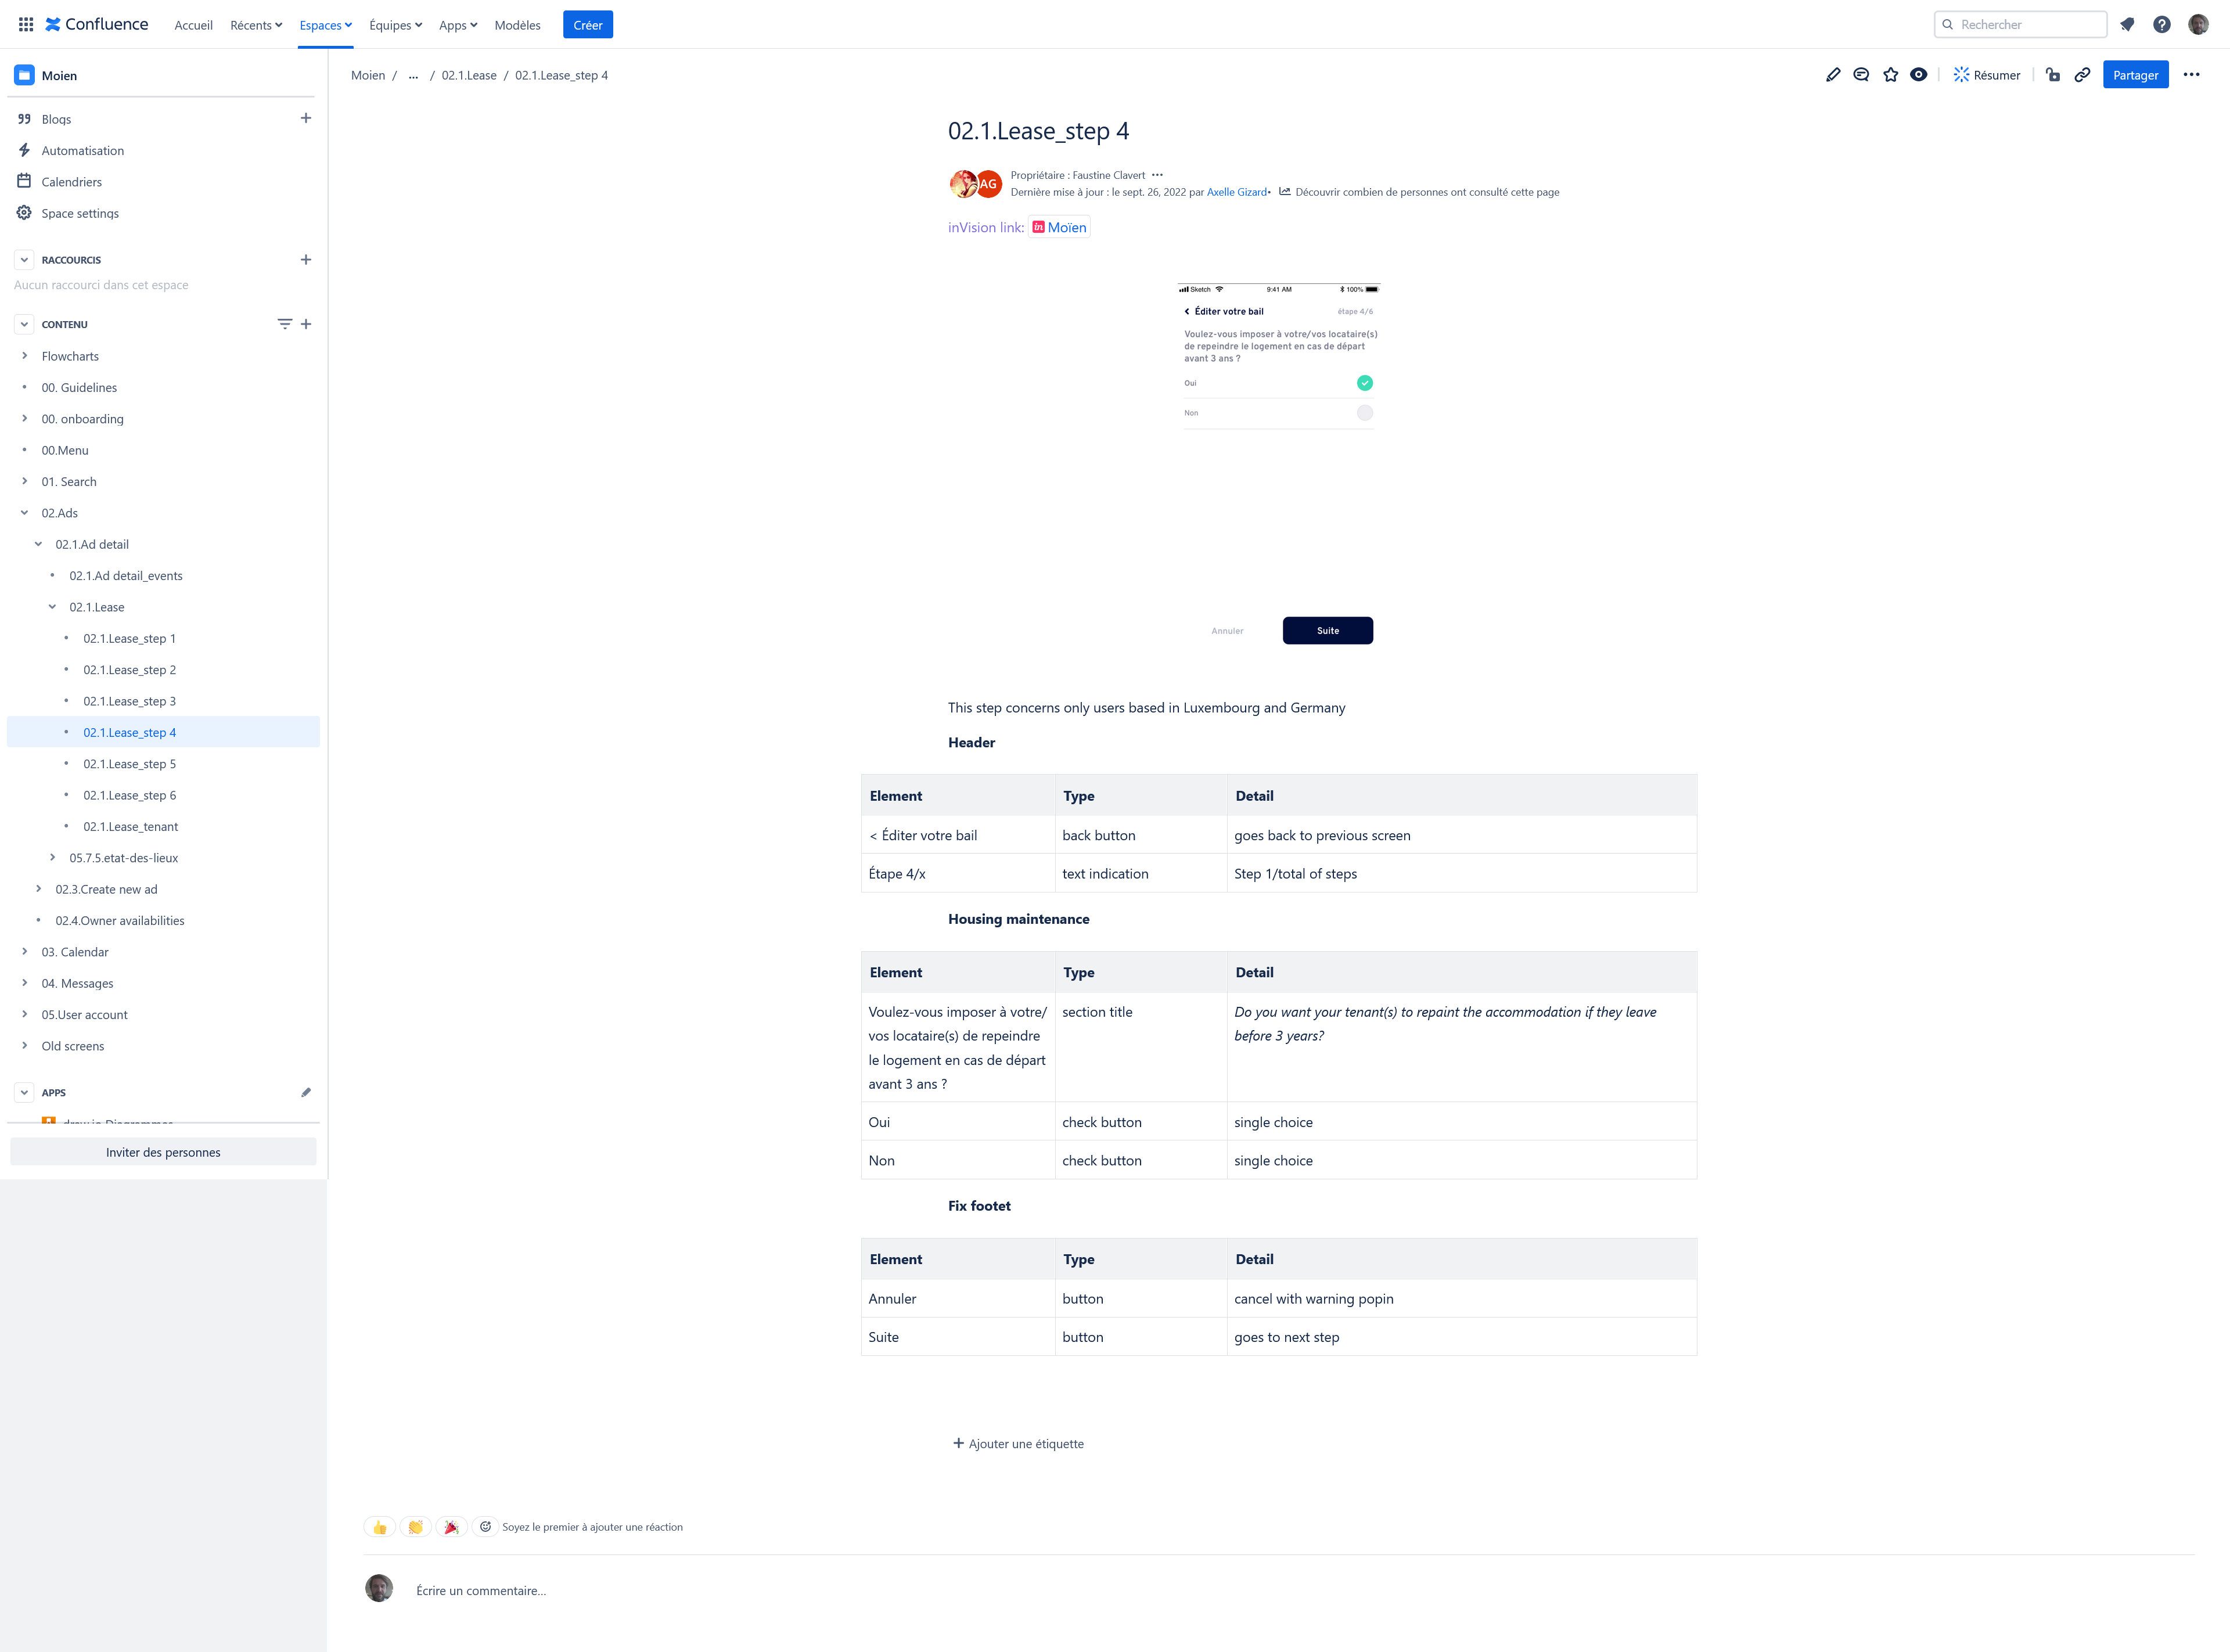 Confluence
Accueil
Récents
Espaces
Équipes
Apps
Modèles
Créer
Rechercher
Moien
Blogs
Automatisation
Calendriers
Space settings
RACCOURCIS
Aucun raccourci dans cet espace
CONTENU
Flowcharts
00. Guidelines
00. onboarding
00.Menu
01. Search
02.Ads
02.1.Ad detail
02.1.Ad detail_events
02.1.Lease
02.1.Lease_step 1
02.1.Lease_step 2
02.1.Lease_step 3
02.1.Lease_step 4
02.1.Lease_step 5
02.1.Lease_step 6
02.1.Lease_tenant
05.7.5.etat-des-lieux
02.3.Create new ad
02.4.Owner availabilities
03. Calendar
04. Messages
05.User account
Old screens
APPS
draw.io Diagrammes
Inviter des personnes
Moien / ... / 02.1.Lease / 02.1.Lease_step 4
Résumer
Partager
02.1.Lease_step 4
AG
Propriétaire : Faustine Clavert
Dernière mise à jour : le sept. 26, 2022 par Axelle Gizard• Découvrir combien de personnes ont consulté cette page
inVision link: in Moïen
Sketch 9:41 AM 100%
< Éditer votre bail étape 4/6
Voulez-vous imposer à votre/vos locataire(s)
de repeindre le logement en cas de départ
avant 3 ans ?
Oui
Non
Annuler Suite
This step concerns only users based in Luxembourg and Germany
Header
Element Type Detail
< Éditer votre bail back button goes back to previous screen
Étape 4/x text indication Step 1/total of steps
Housing maintenance
Element Type Detail
Voulez-vous imposer à votre/
vos locataire(s) de repeindre
le logement en cas de départ
avant 3 ans ?
section title
Do you want your tenant(s) to repaint the accommodation if they leave
before 3 years?
Oui check button single choice
Non check button single choice
Fix footet
Element Type Detail
Annuler button cancel with warning popin
Suite button goes to next step
Ajouter une étiquette
Soyez le premier à ajouter une réaction
Écrire un commentaire...